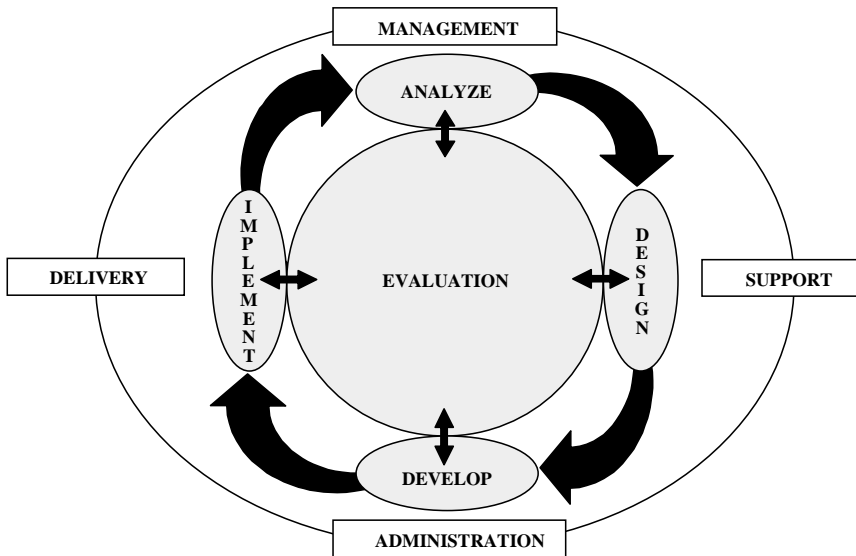 MANAGEMENT
ANALYZE
IMPLEMENT
DESIGN
DELIVERY
EVALUATION
SUPPORT
DEVELOP
ADMINISTRATION